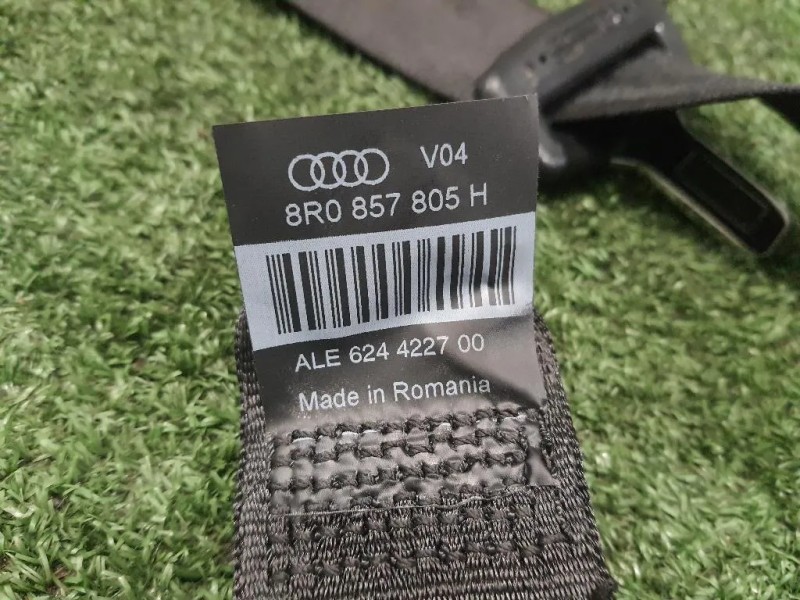 V04
8R0 857 805 H
ALE 624 4227 00
Made in Romania